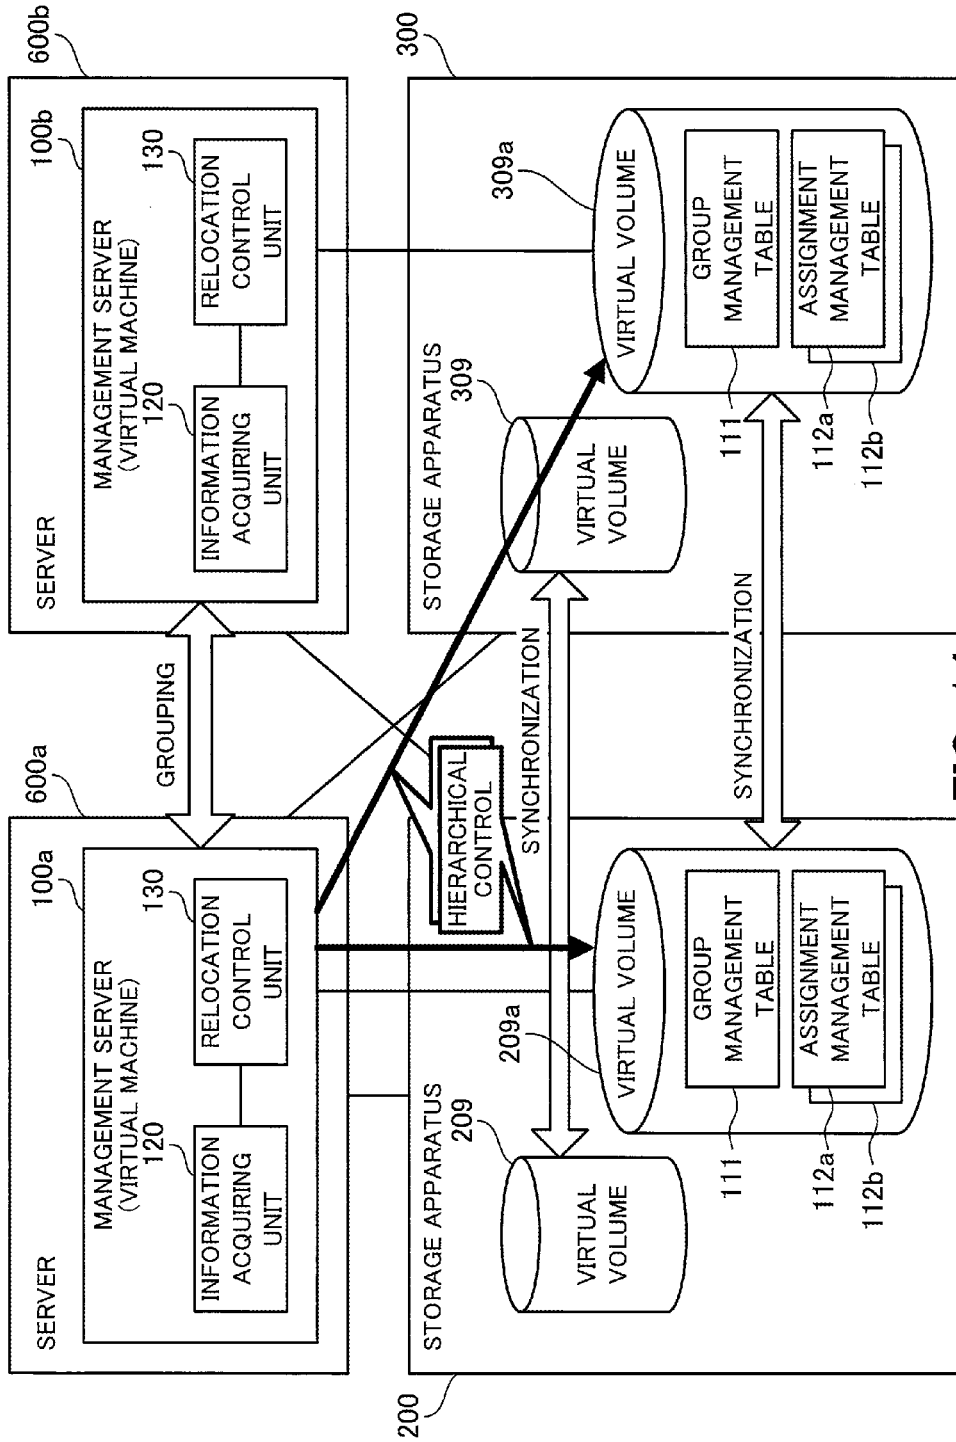 600a
600b
SERVER
100a
MANAGEMENT SERVER
(VIRTUAL MACHINE)
120
130
INFORMATION
ACQUIRING
UNIT
RELOCATION
CONTROL
UNIT
GROUPING
SERVER
100b
MANAGEMENT SERVER
(VIRTUAL MACHINE)
120
130
INFORMATION
ACQUIRING
UNIT
RELOCATION
CONTROL
UNIT
HIERARCHICAL
CONTROL
200
STORAGE APPARATUS
209
VIRTUAL
VOLUME
209a
VIRTUAL VOLUME
GROUP
MANAGEMENT
TABLE
111
ASSIGNMENT
MANAGEMENT
TABLE
112a
112b
SYNCHRONIZATION
SYNCHRONIZATION
300
STORAGE APPARATUS
309
VIRTUAL
VOLUME
309a
VIRTUAL VOLUME
GROUP
MANAGEMENT
TABLE
111
ASSIGNMENT
MANAGEMENT
TABLE
112a
112b